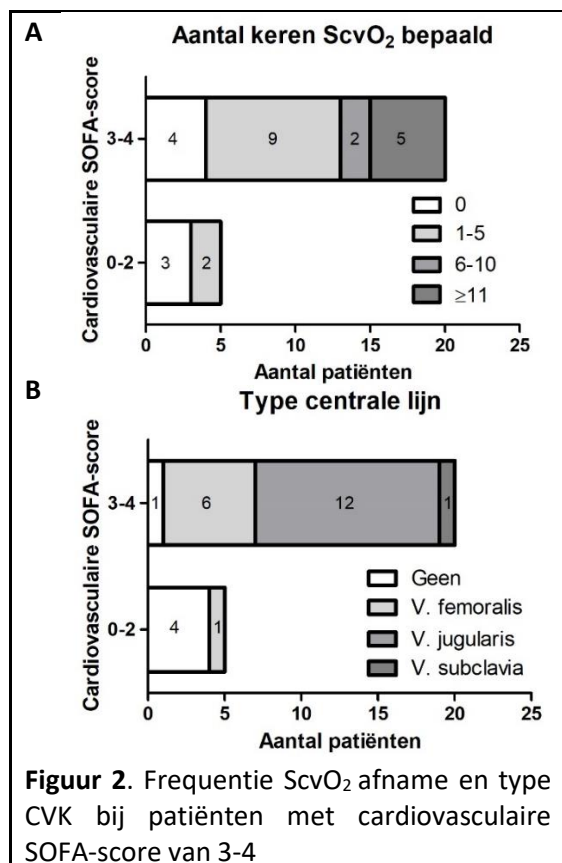 A
Aantal keren ScvO₂ bepaald
Cardiovasculaire SOFA-score
3-4
4 9 2 5
0-2
3 2
0
1-5
6-10
≥11
0 5 10 15 20 25
Aantal patiënten
B
Type centrale lijn
Cardiovasculaire SOFA-score
3-4
1 6 12 1
0-2
4 1
Geen
V. femoralis
V. jugularis
V. subclavia
0 5 10 15 20 25
Aantal patiënten
Figuur 2. Frequentie ScvO₂ afname en type
CVK bij patiënten met cardiovasculaire
SOFA-score van 3-4